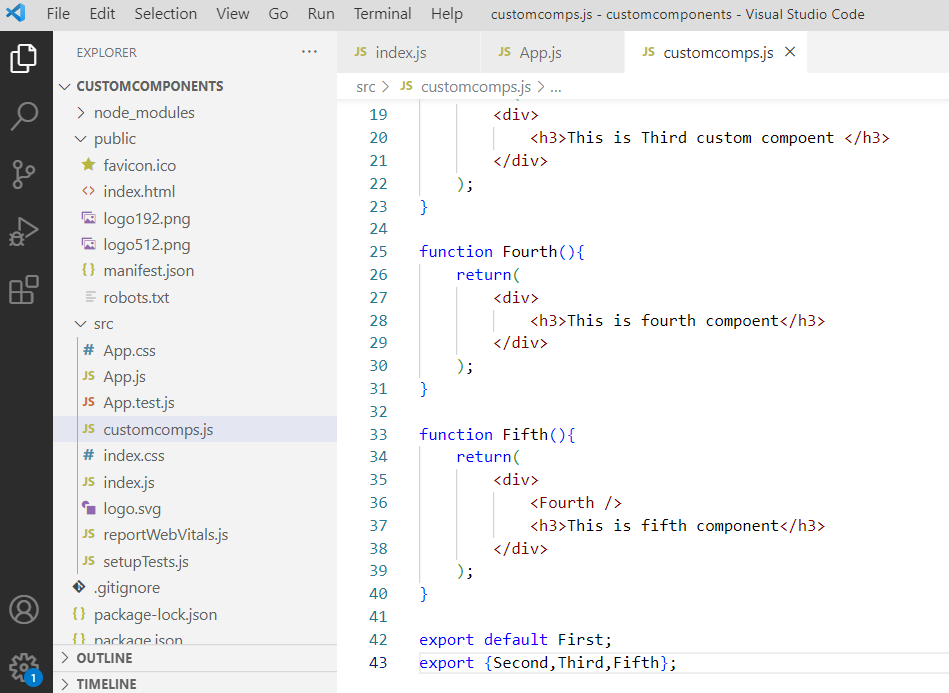 File Edit Selection View Go Run Terminal Help customcomps.js - customcomponents - Visual Studio Code
EXPLORER ...
CUSTOMCOMPONENTS
node_modules
public
favicon.ico
<> index.html
logo192.png
logo512.png
{} manifest.json
robots.txt
src
# App.css
JS App.js
JS App.test.js
JS customcomps.js
# index.css
JS index.js
logo.svg
JS reportWebVitals.js
JS setupTests.js
.gitignore
{} package-lock.json
{} package.json
OUTLINE
TIMELINE
1
JS index.js JS App.js JS customcomps.js ×
src > JS customcomps.js > ...
19 <div>
20 <h3>This is Third custom compoent </h3>
21 </div>
22 );
23 }
24
25 function Fourth(){
26 return(
27 <div>
28 <h3>This is fourth compoent</h3>
29 </div>
30 );
31 }
32
33 function Fifth(){
34 return(
35 <div>
36 <Fourth />
37 <h3>This is fifth component</h3>
38 </div>
39 );
40 }
41
42 export default First;
43 export {Second,Third,Fifth};